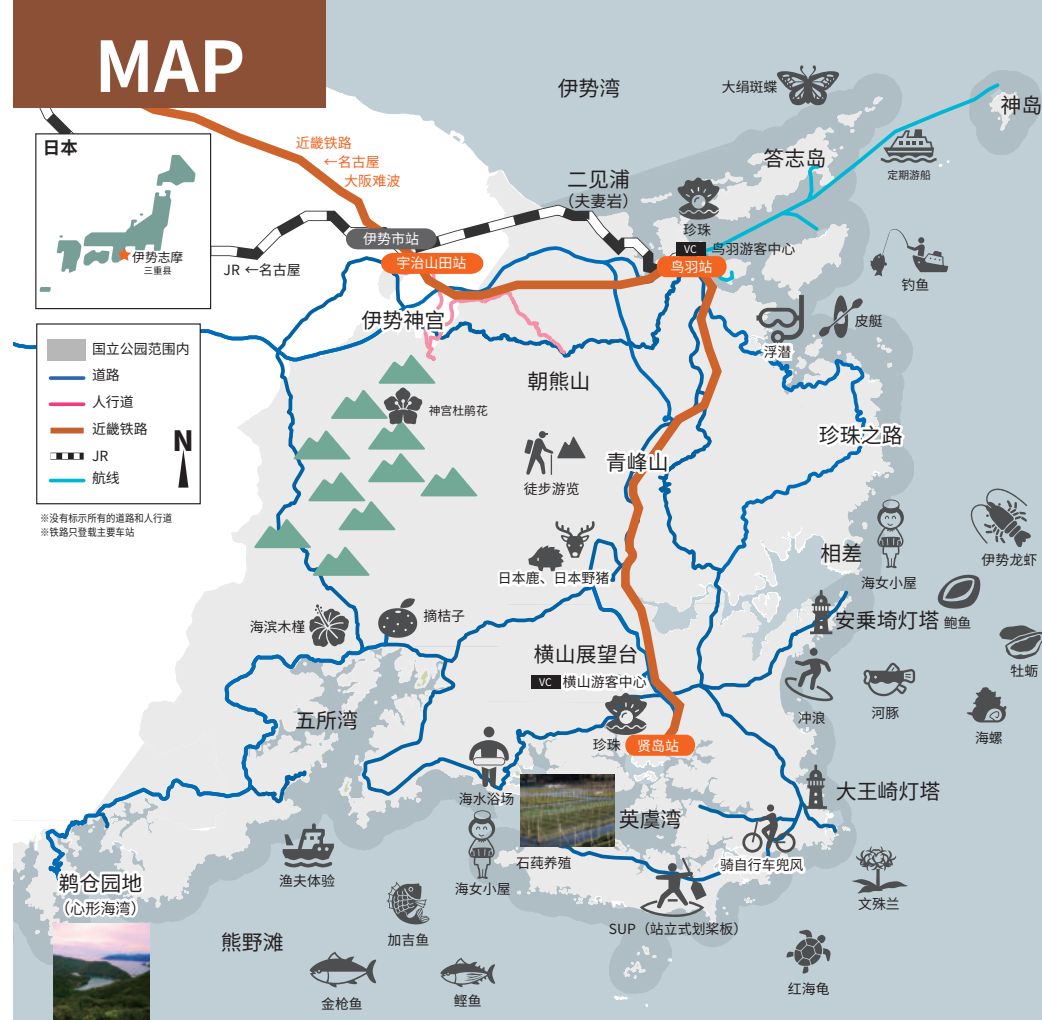 MAP
日本
伊势志摩
三重县
近畿铁路
←名古屋
大阪难波
JR ←名古屋
伊势市站
宇治山田站
伊势神宫
伊势湾
大绢斑蝶
神岛
答志岛
定期游船
二见浦
(夫妻岩)
珍珠
VC 鸟羽游客中心
鸟羽站
钓鱼
皮艇
浮潜
国立公园范围内
道路
人行道
近畿铁路
JR
航线
N
※没有标示所有的道路和人行道
※铁路只登载主要车站
朝熊山
神宫杜鹃花
徒步游览
青峰山
珍珠之路
日本鹿、日本野猪
相差
海女小屋
伊势龙虾
鲍鱼
安乘埼灯塔
牡蛎
海滨木槿
摘桔子
横山展望台
VC 横山游客中心
冲浪
河豚
海螺
五所湾
珍珠
贤岛站
海水浴场
大王崎灯塔
英虞湾
石莼养殖
骑自行车兜风
渔夫体验
海女小屋
文殊兰
鹈仓园地
(心形海湾)
SUP(站立式划桨板)
熊野滩
加吉鱼
金枪鱼
鲣鱼
红海龟